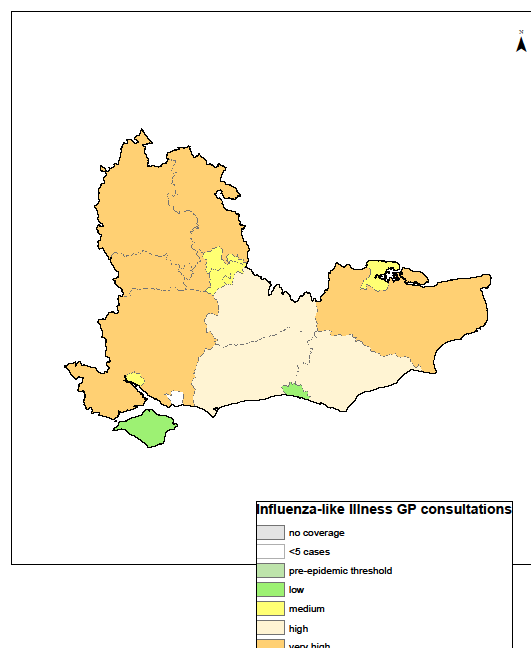 N
Influenza-like Illness GP consultations
no coverage
<5 cases
pre-epidemic threshold
low
medium
high
very high